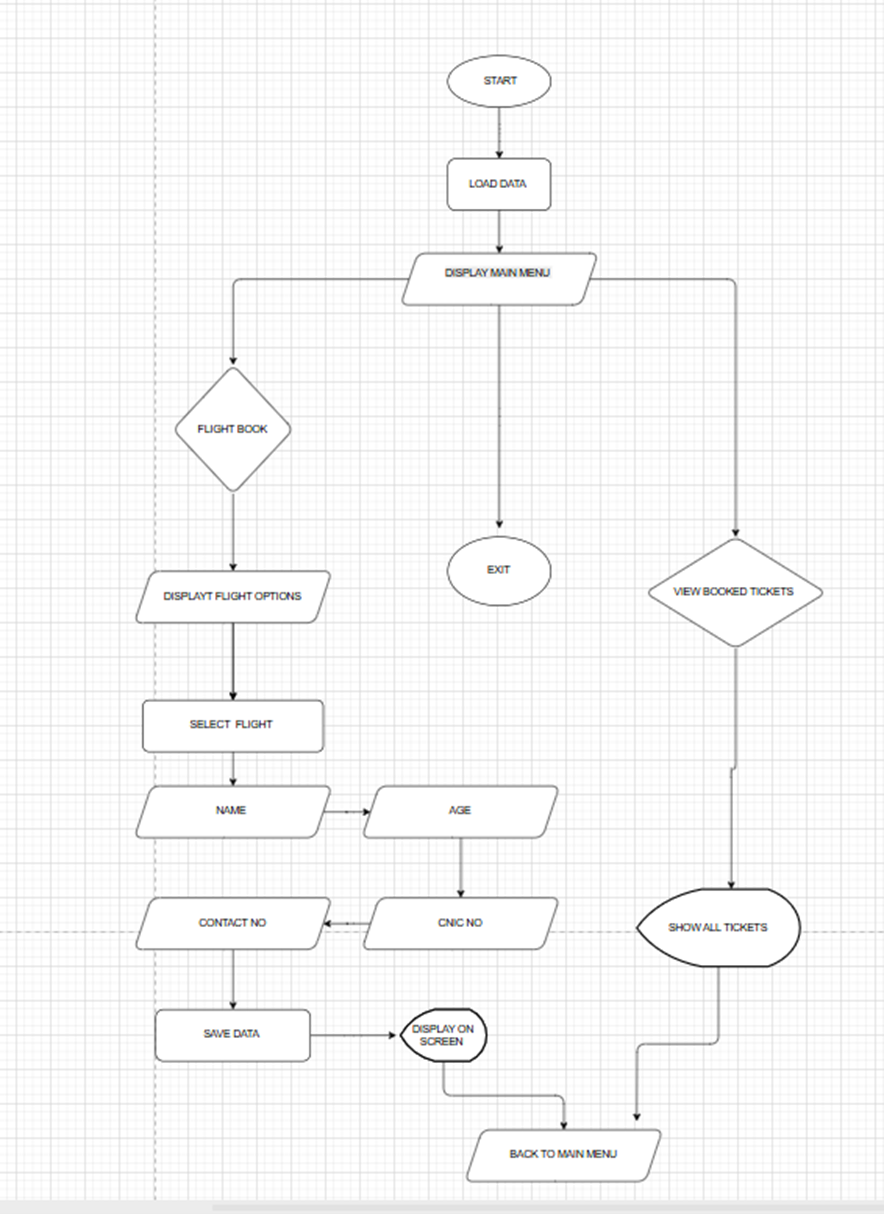 START
LOAD DATA
DISPLAY MAIN MENU
FLIGHT BOOK
EXIT
VIEW BOOKED TICKETS
DISPLAYT FLIGHT OPTIONS
SELECT FLIGHT
NAME
AGE
CONTACT NO
CNIC NO
SHOW ALL TICKETS
SAVE DATA
DISPLAY ON
SCREEN
BACK TO MAIN MENU